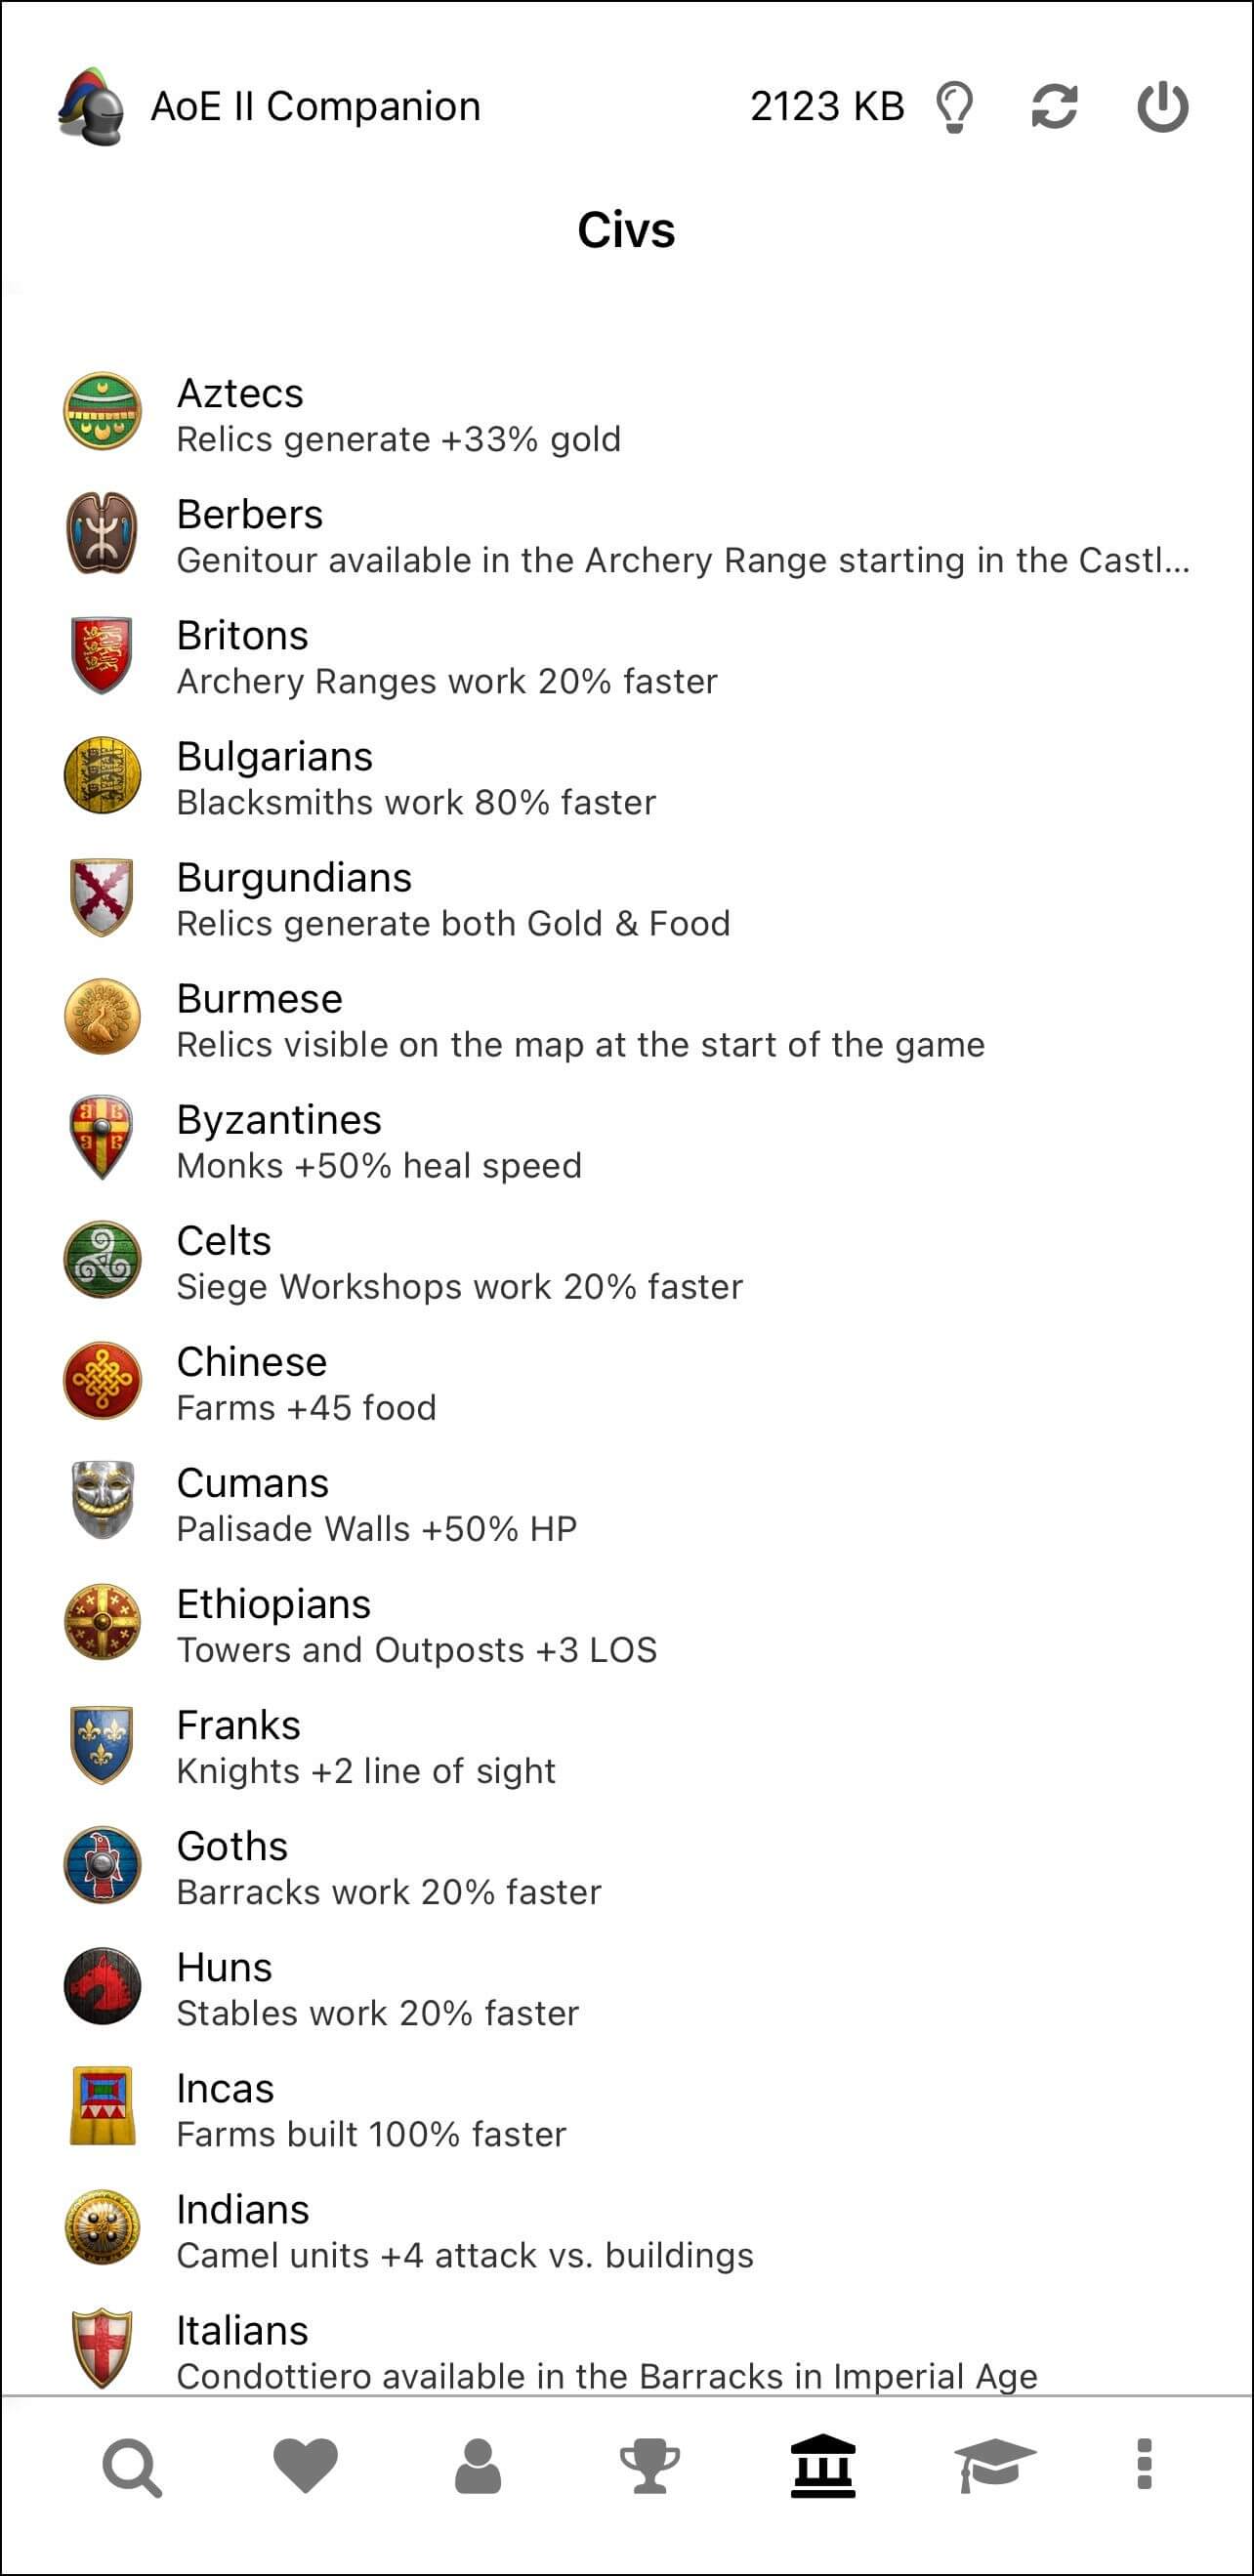 AoE II Companion
2123 KB
Civs
Aztecs
Relics generate +33% gold
Berbers
Genitour available in the Archery Range starting in the Castl...
Britons
Archery Ranges work 20% faster
Bulgarians
Blacksmiths work 80% faster
Burgundians
Relics generate both Gold & Food
Burmese
Relics visible on the map at the start of the game
Byzantines
Monks +50% heal speed
Celts
Siege Workshops work 20% faster
Chinese
Farms +45 food
Cumans
Palisade Walls +50% HP
Ethiopians
Towers and Outposts +3 LOS
Franks
Knights +2 line of sight
Goths
Barracks work 20% faster
Huns
Stables work 20% faster
Incas
Farms built 100% faster
Indians
Camel units +4 attack vs. buildings
Italians
Condottiero available in the Barracks in Imperial Age